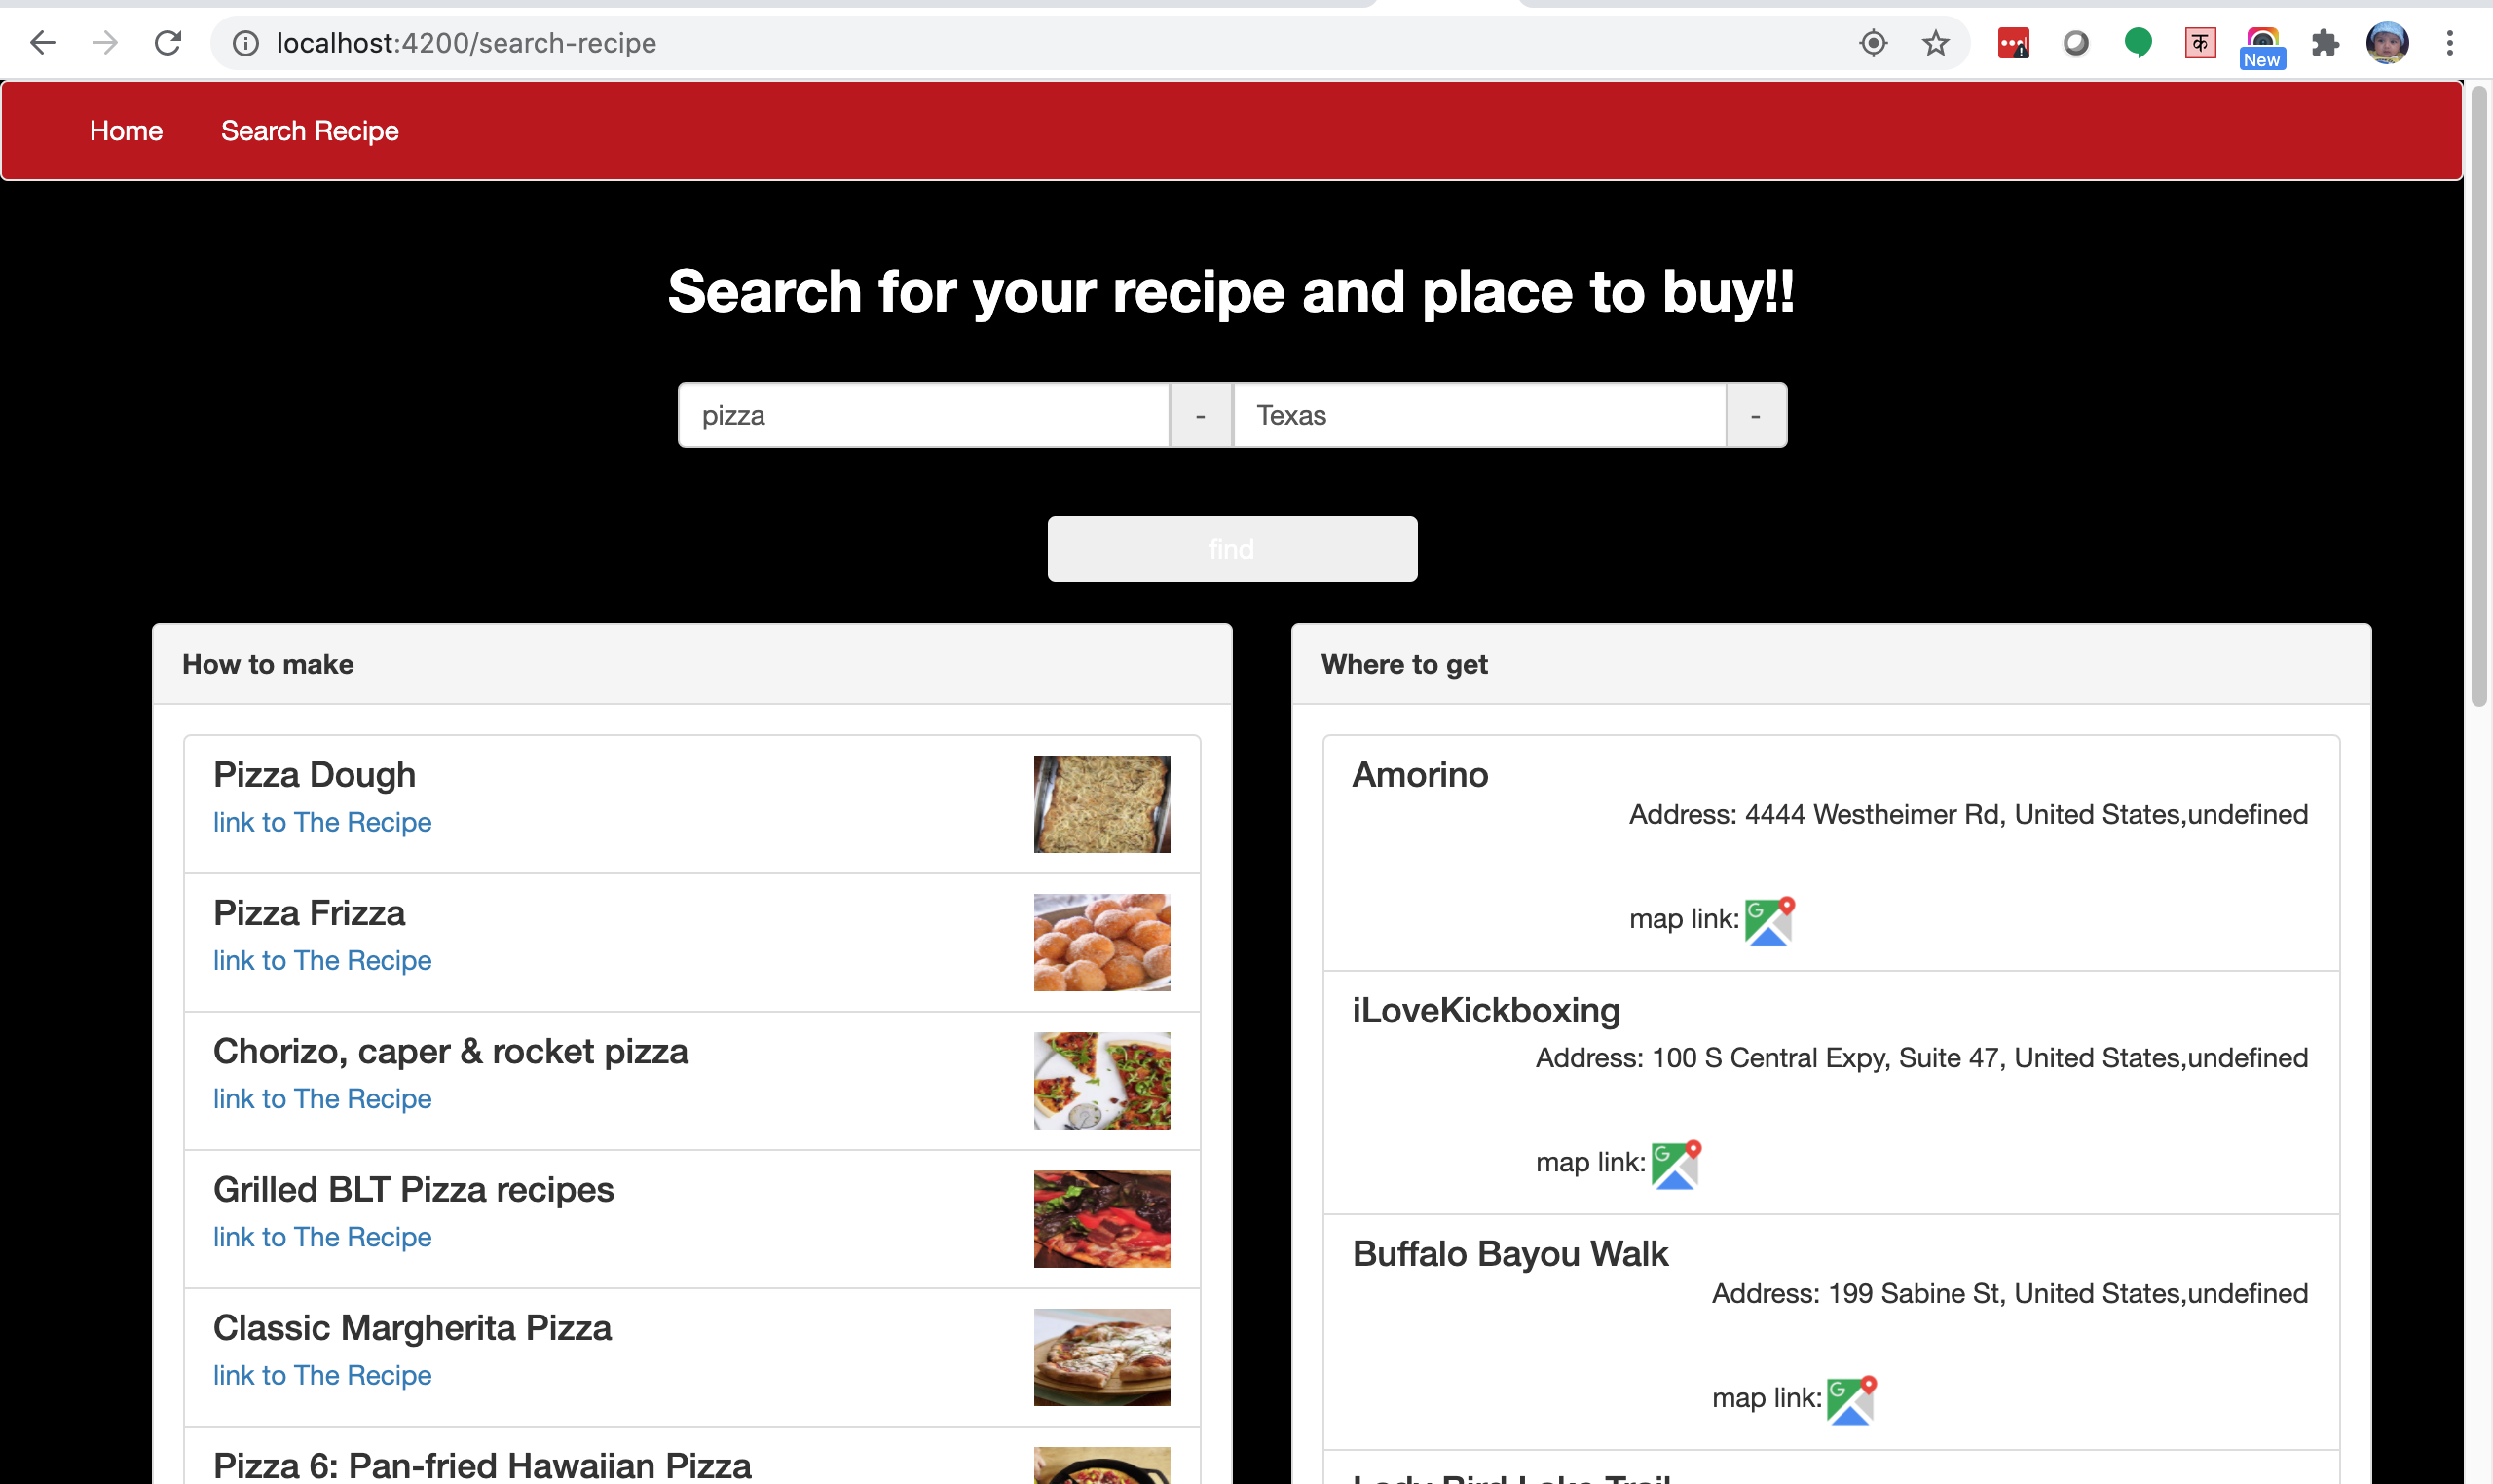 localhost:4200/search-recipe
New
क
Home Search Recipe
Search for your recipe and place to buy!!
pizza - Texas -
find
How to make
Pizza Dough
link to The Recipe
Pizza Frizza
link to The Recipe
Chorizo, caper & rocket pizza
link to The Recipe
Grilled BLT Pizza recipes
link to The Recipe
Classic Margherita Pizza
link to The Recipe
Pizza 6: Pan-fried Hawaiian Pizza
Where to get
Amorino
Address: 4444 Westheimer Rd, United States,undefined
map link:
iLoveKickboxing
Address: 100 S Central Expy, Suite 47, United States,undefined
map link:
Buffalo Bayou Walk
Address: 199 Sabine St, United States,undefined
map link:
Lady Bird Lake Trail